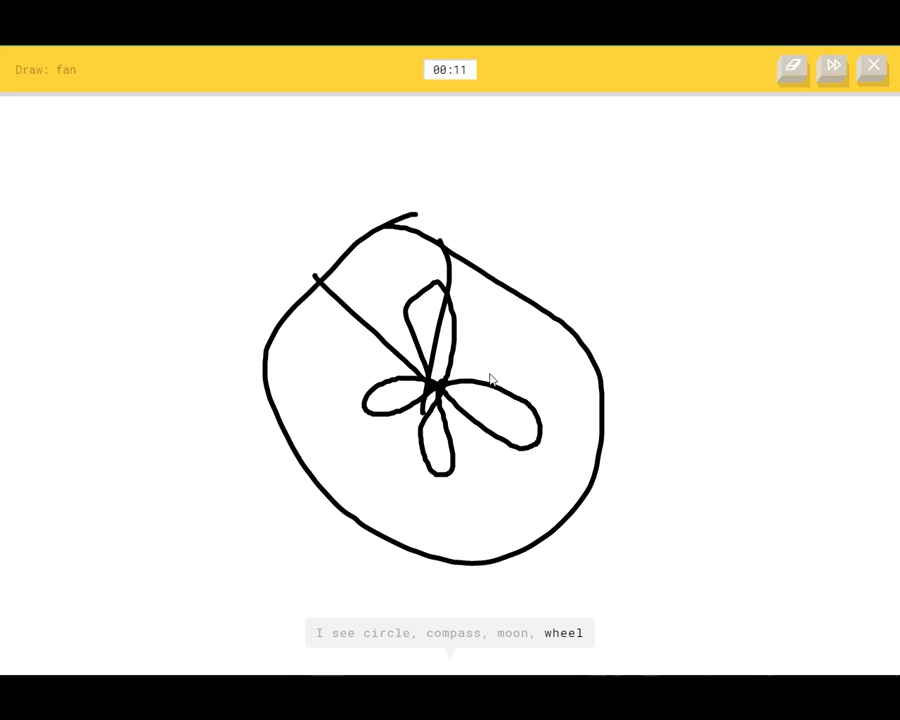 Draw: fan
00:11
I see circle, compass, moon, wheel